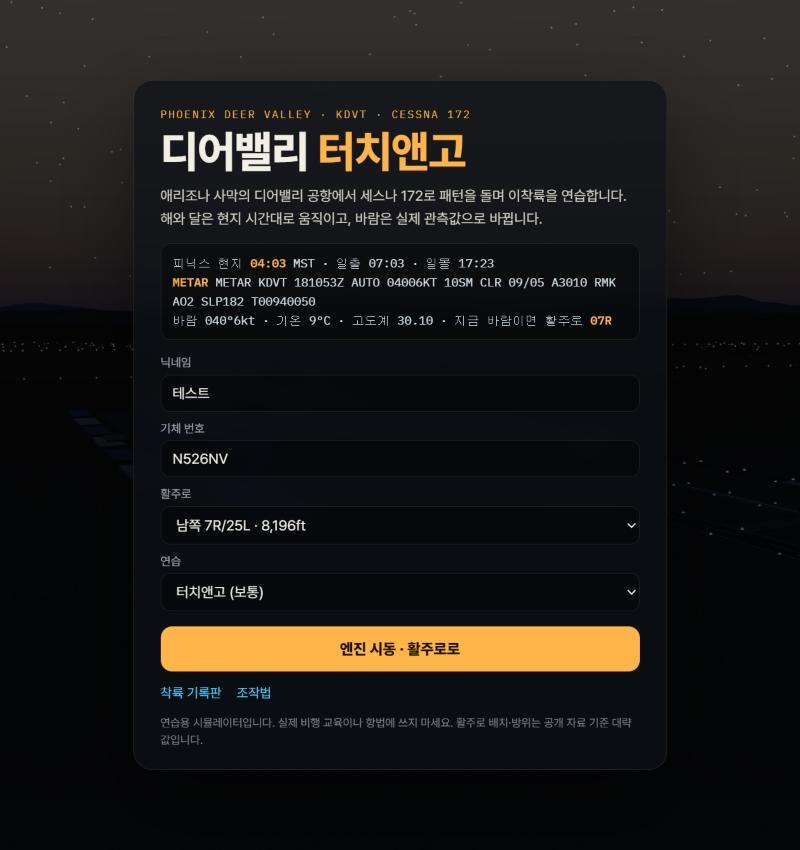 PHOENIX DEER VALLEY · KDVT · CESSNA 172
디어밸리 터치앤고
애리조나 사막의 디어밸리 공항에서 세스나 172로 패턴을 돌며 이착륙을 연습합니다.
해와 달은 현지 시간대로 움직이고, 바람은 실제 관측값으로 바뀝니다.
피닉스 현지 04:03 MST · 일출 07:03 · 일몰 17:23
METAR METAR KDVT 181053Z AUTO 04006KT 10SM CLR 09/05 A3010 RMK
AO2 SLP182 T00940050
바람 040°6kt · 기온 9°C · 고도계 30.10 · 지금 바람이면 활주로 07R
닉네임
테스트
기체 번호
N526NV
활주로
남쪽 7R/25L · 8,196ft
연습
터치앤고 (보통)
엔진 시동 · 활주로로
착륙 기록판 조작법
연습용 시뮬레이터입니다. 실제 비행 교육이나 항법에 쓰지 마세요. 활주로 배치·방위는 공개 자료 기준 대략
값입니다.